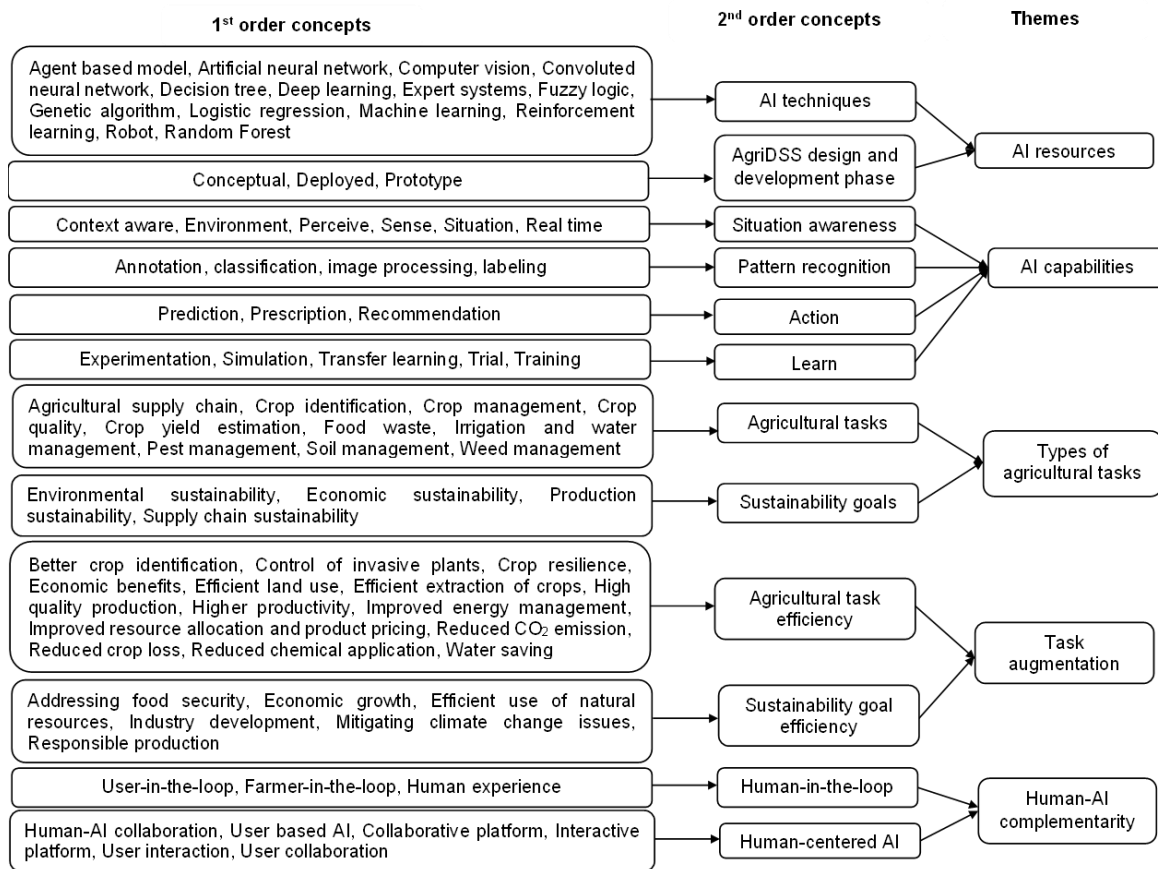 1st order concepts
2nd order concepts
Themes
Agent based model, Artificial neural network, Computer vision, Convoluted
neural network, Decision tree, Deep learning, Expert systems, Fuzzy logic,
Genetic algorithm, Logistic regression, Machine learning, Reinforcement
learning, Robot, Random Forest
AI techniques
AI resources
Conceptual, Deployed, Prototype
AgriDSS design and
development phase
Context aware, Environment, Perceive, Sense, Situation, Real time
Situation awareness
Annotation, classification, image processing, labeling
Pattern recognition
AI capabilities
Prediction, Prescription, Recommendation
Action
Experimentation, Simulation, Transfer learning, Trial, Training
Learn
Agricultural supply chain, Crop identification, Crop management, Crop
quality, Crop yield estimation, Food waste, Irrigation and water
management, Pest management, Soil management, Weed management
Agricultural tasks
Types of
agricultural tasks
Environmental sustainability, Economic sustainability, Production
sustainability, Supply chain sustainability
Sustainability goals
Better crop identification, Control of invasive plants, Crop resilience,
Economic benefits, Efficient land use, Efficient extraction of crops, High
quality production, Higher productivity, Improved energy management,
Improved resource allocation and product pricing, Reduced CO2 emission,
Reduced crop loss, Reduced chemical application, Water saving
Agricultural task
efficiency
Task
augmentation
Addressing food security, Economic growth, Efficient use of natural
resources, Industry development, Mitigating climate change issues,
Responsible production
Sustainability goal
efficiency
User-in-the-loop, Farmer-in-the-loop, Human experience
Human-in-the-loop
Human-AI
complementarity
Human-AI collaboration, User based AI, Collaborative platform, Interactive
platform, User interaction, User collaboration
Human-centered AI